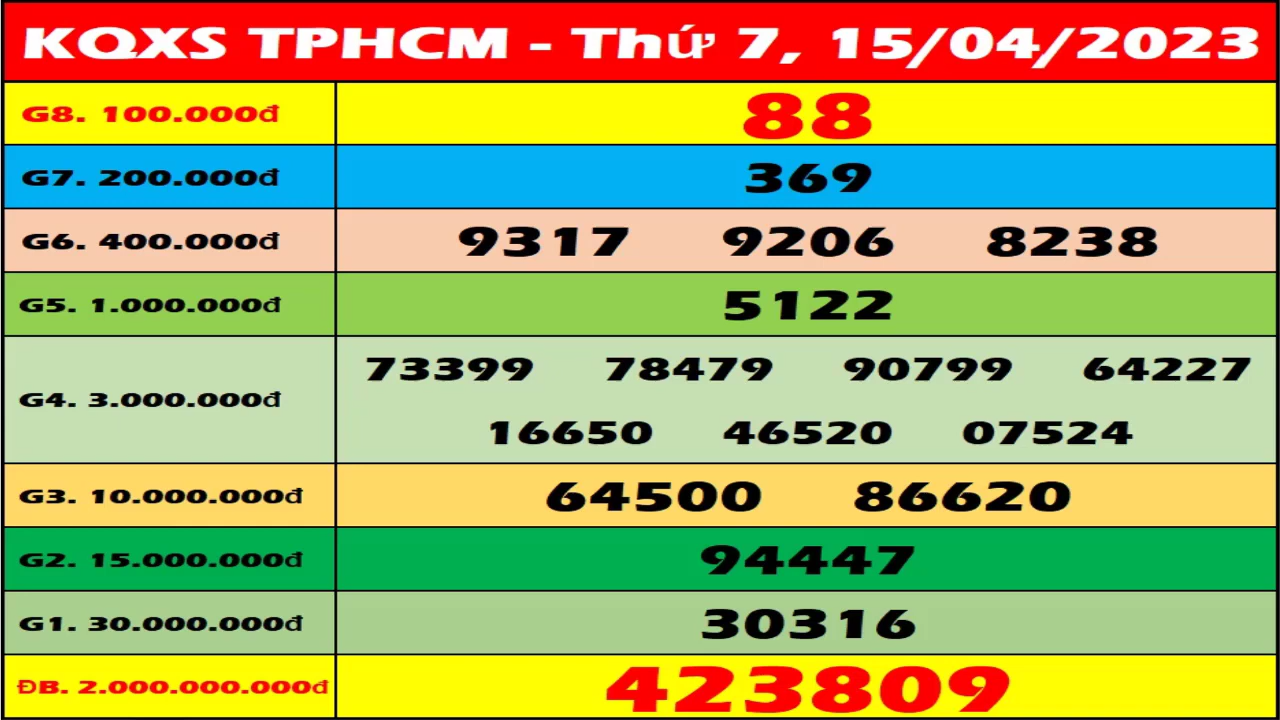 KQXS TPHCM - Thứ 7, 15/04/2023
G8. 100.000đ 88
G7. 200.000đ 369
G6. 400.000đ 9317 9206 8238
G5. 1.000.000đ 5122
G4. 3.000.000đ 73399 78479 90799 64227
16650 46520 07524
G3. 10.000.000đ 64500 86620
G2. 15.000.000đ 94447
G1. 30.000.000đ 30316
ĐB. 2.000.000.000đ 423809